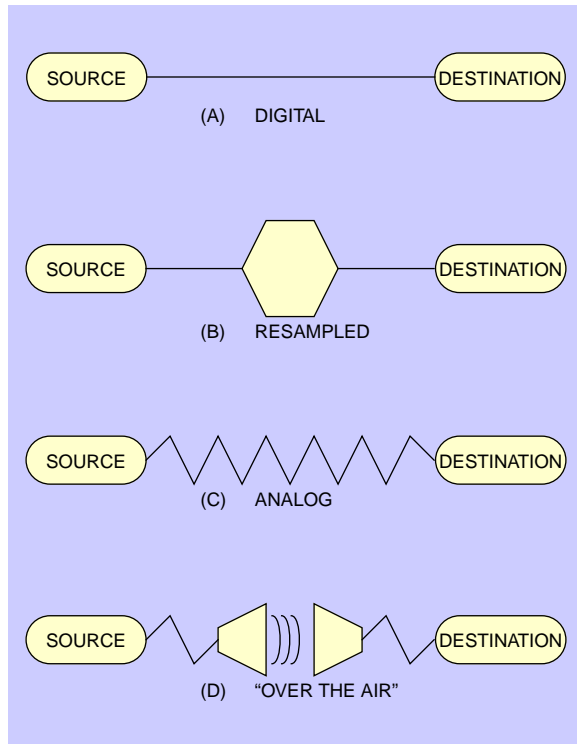 SOURCE DESTINATION
(A) DIGITAL
SOURCE DESTINATION
(B) RESAMPLED
SOURCE DESTINATION
(C) ANALOG
SOURCE DESTINATION
(D) “OVER THE AIR”